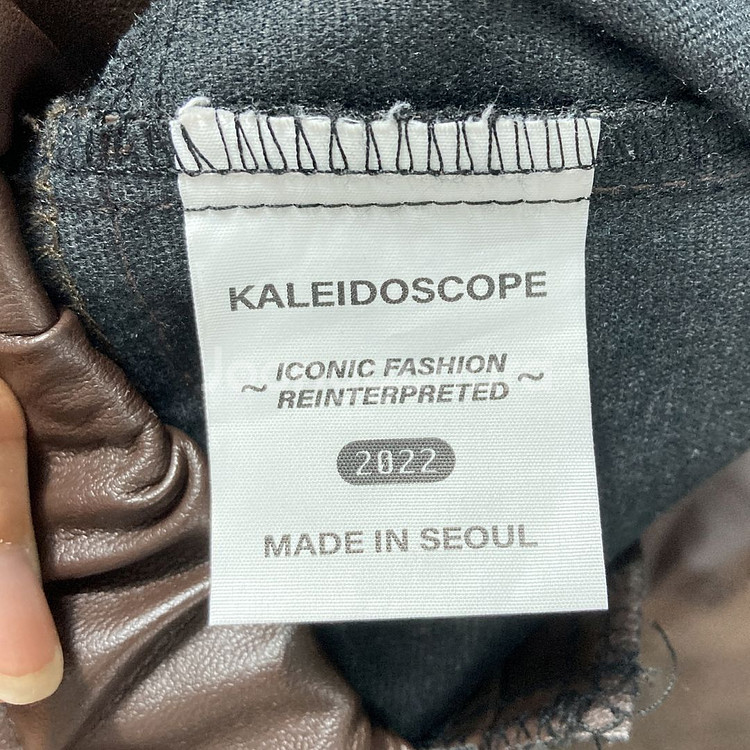 KALEIDOSCOPE
~ ICONIC FASHION
REINTERPRETED ~
2022
MADE IN SEOUL